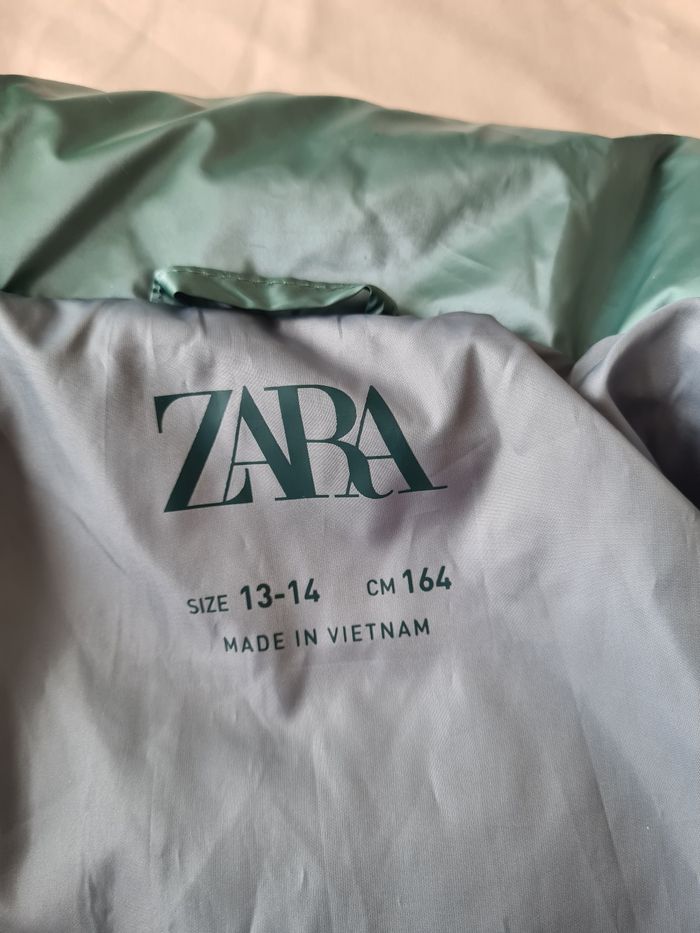 ZARA
SIZE 13-14 CM 164
MADE IN VIETNAM